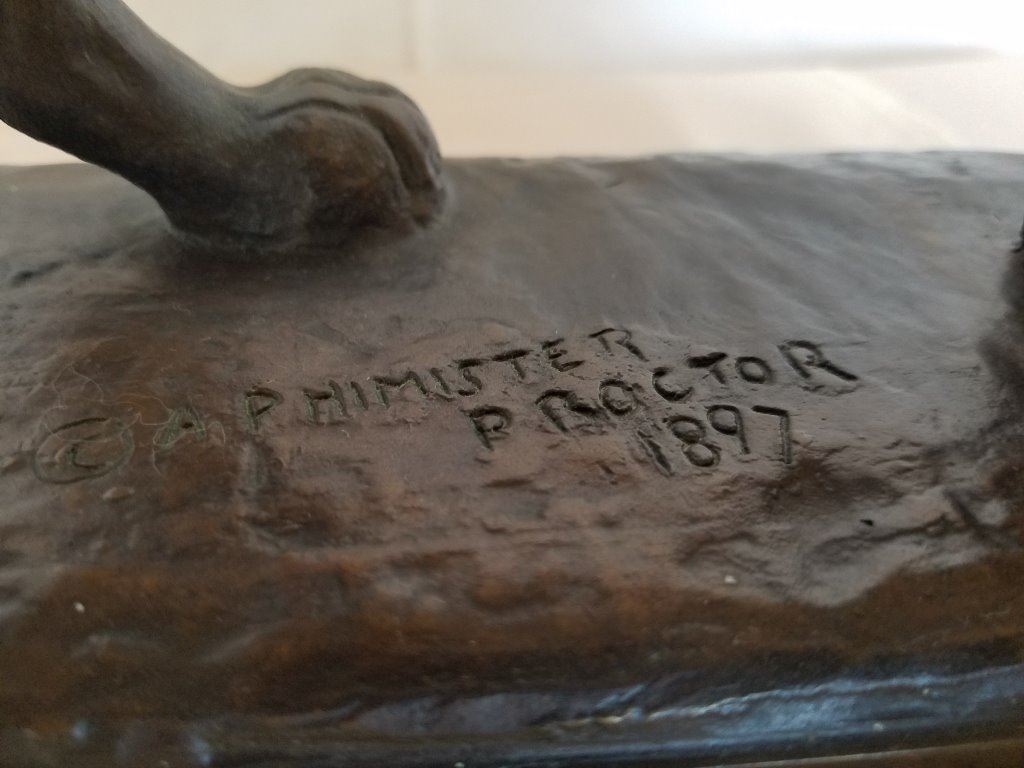 © A PHIMISTER
PROCTOR
1897